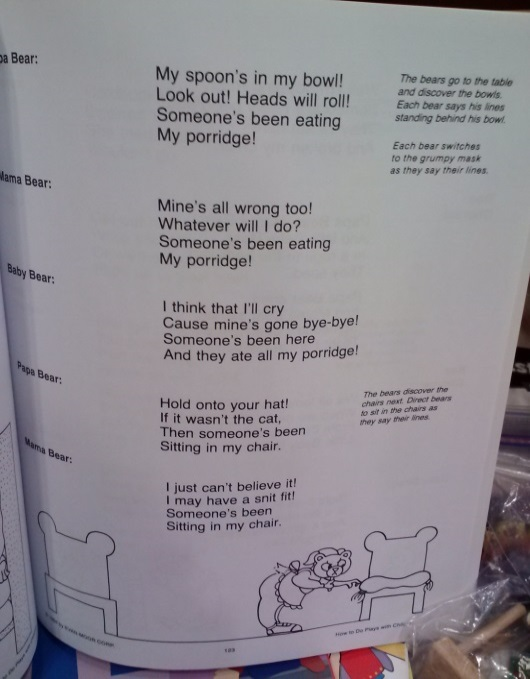 pa Bear:
My spoon's in my bowl!
Look out! Heads will roll!
Someone's been eating
My porridge!
The bears go to the table
and discover the bowls.
Each bear says his lines
standing behind his bowl.
Each bear switches
to the grumpy mask
as they say their lines.
Mama Bear:
Mine's all wrong too!
Whatever will I do?
Someone's been eating
My porridge!
Baby Bear:
I think that I'll cry
Cause mine's gone bye-bye!
Someone's been here
And they ate all my porridge!
Papa Bear:
Hold onto your hat!
If it wasn't the cat,
Then someone's been
Sitting in my chair.
The bears discover the
chairs next. Direct bears
to sit in the chairs as
they say their lines.
Mama Bear:
I just can't believe it!
I may have a snit fit!
Someone's been
Sitting in my chair.
MOOR CORP.
How to Do Plays with